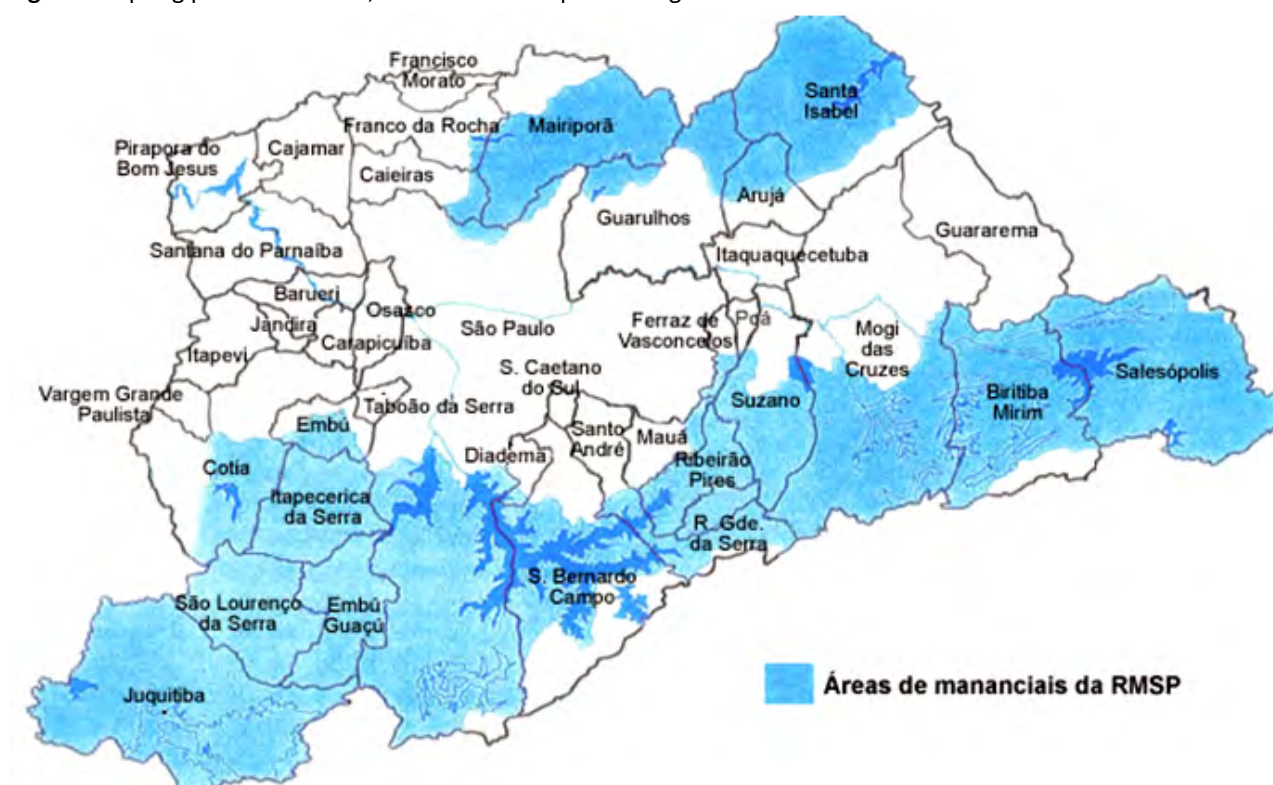 Francisco
Morato
Santa
Isabel
Franco da Rocha
Mairiporã
Pirapora do
Bom Jesus
Cajamar
Caieiras
Arujá
Guarulhos
Guararema
Santana do Parnaíba
Itaquaquecetuba
Barueri
Osasco
Jandira
São Paulo
Ferraz de
Vasconcelos
Poá
Mogi
das
Cruzes
Carapicuíba
Itapevi
S. Caetano
do Sul
Salesópolis
Biritiba
Mirim
Vargem Grande
Paulista
Taboão da Serra
Suzano
Embú
Santo
André
Mauá
Diadema
Cotia
Ribeirão
Pires
Itapecerica
da Serra
R. Gde.
da Serra
S. Bernardo
Campo
São Lourenço
da Serra
Embú
Guaçú
Áreas de mananciais da RMSP
Juquitiba